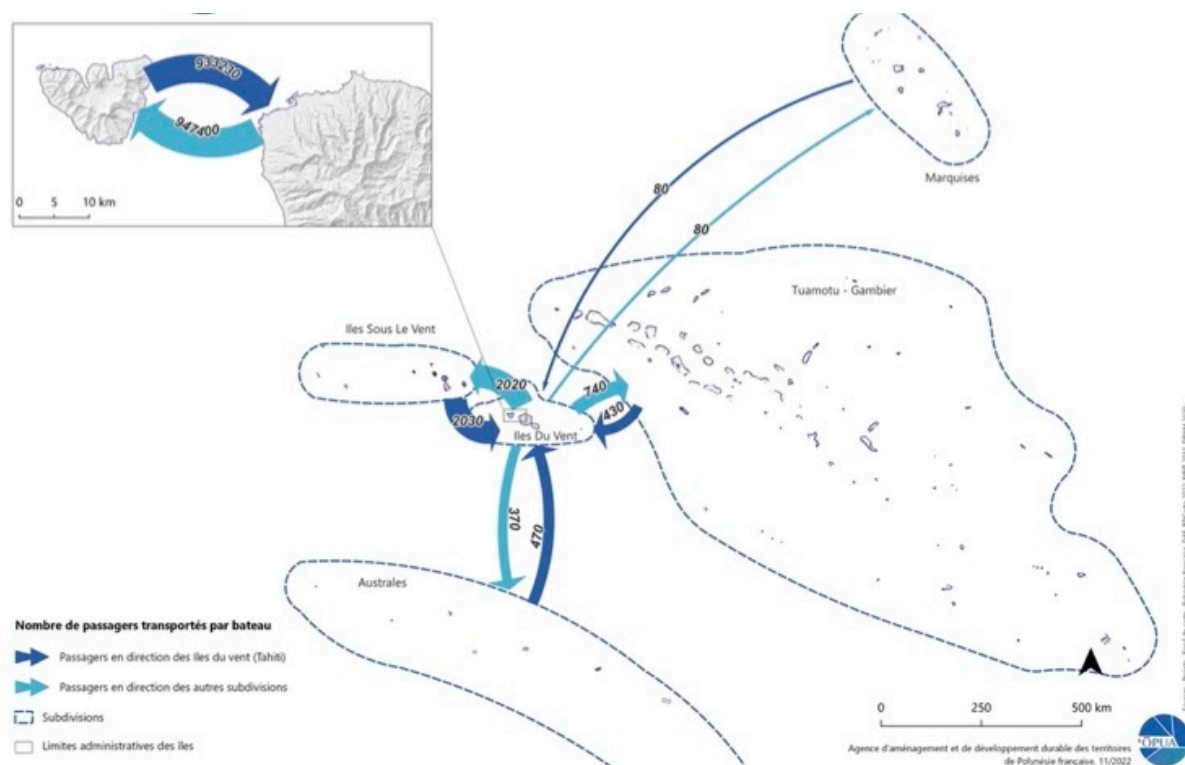 933230
947400
0 5 10 km
Marquises
80
80
Tuamotu - Gambier
Iles Sous Le Vent
2020
740
2030
430
Iles Du Vent
370
470
Australes
Nombre de passagers transportés par bateau
Passagers en direction des Iles du vent (Tahiti)
Passagers en direction des autres subdivisions
Subdivisions
Limites administratives des îles
0 250 500 km
Agence d'aménagement et de développement durable des territoires
de Polynésie française, 11/2022